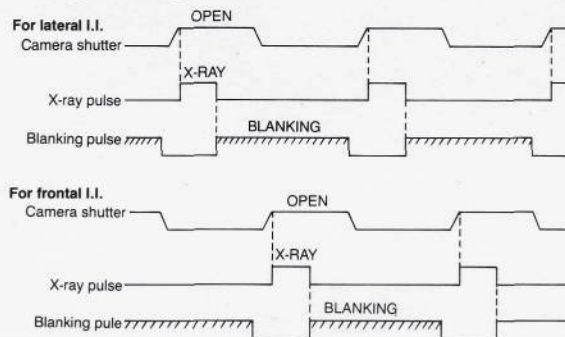 For lateral I.I.
OPEN
Camera shutter
X-RAY
X-ray pulse
BLANKING
Blanking pulse
For frontal I.I.
OPEN
Camera shutter
X-RAY
X-ray pulse
BLANKING
Blanking pule